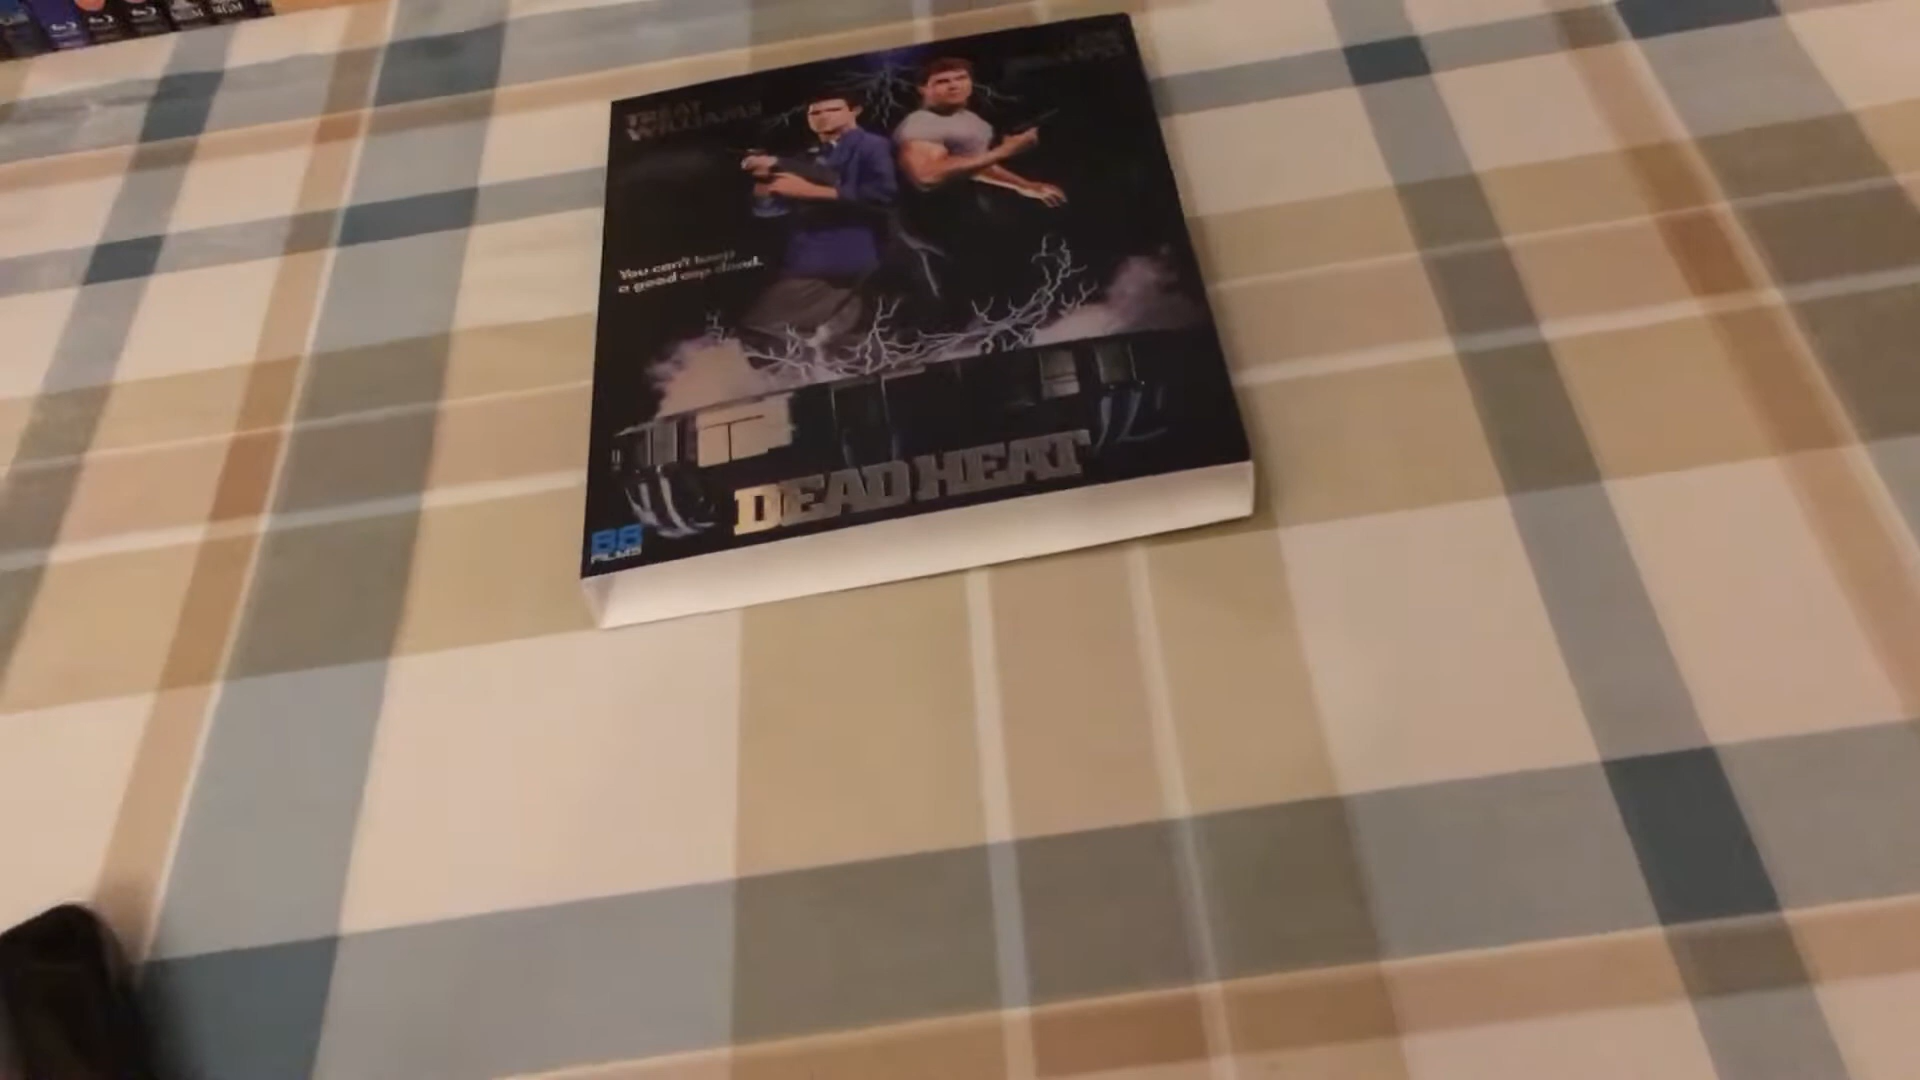 TREAT
WILLIAMS
You can't keep
a good cop dead.
DEAD HEAT
88
FILMS